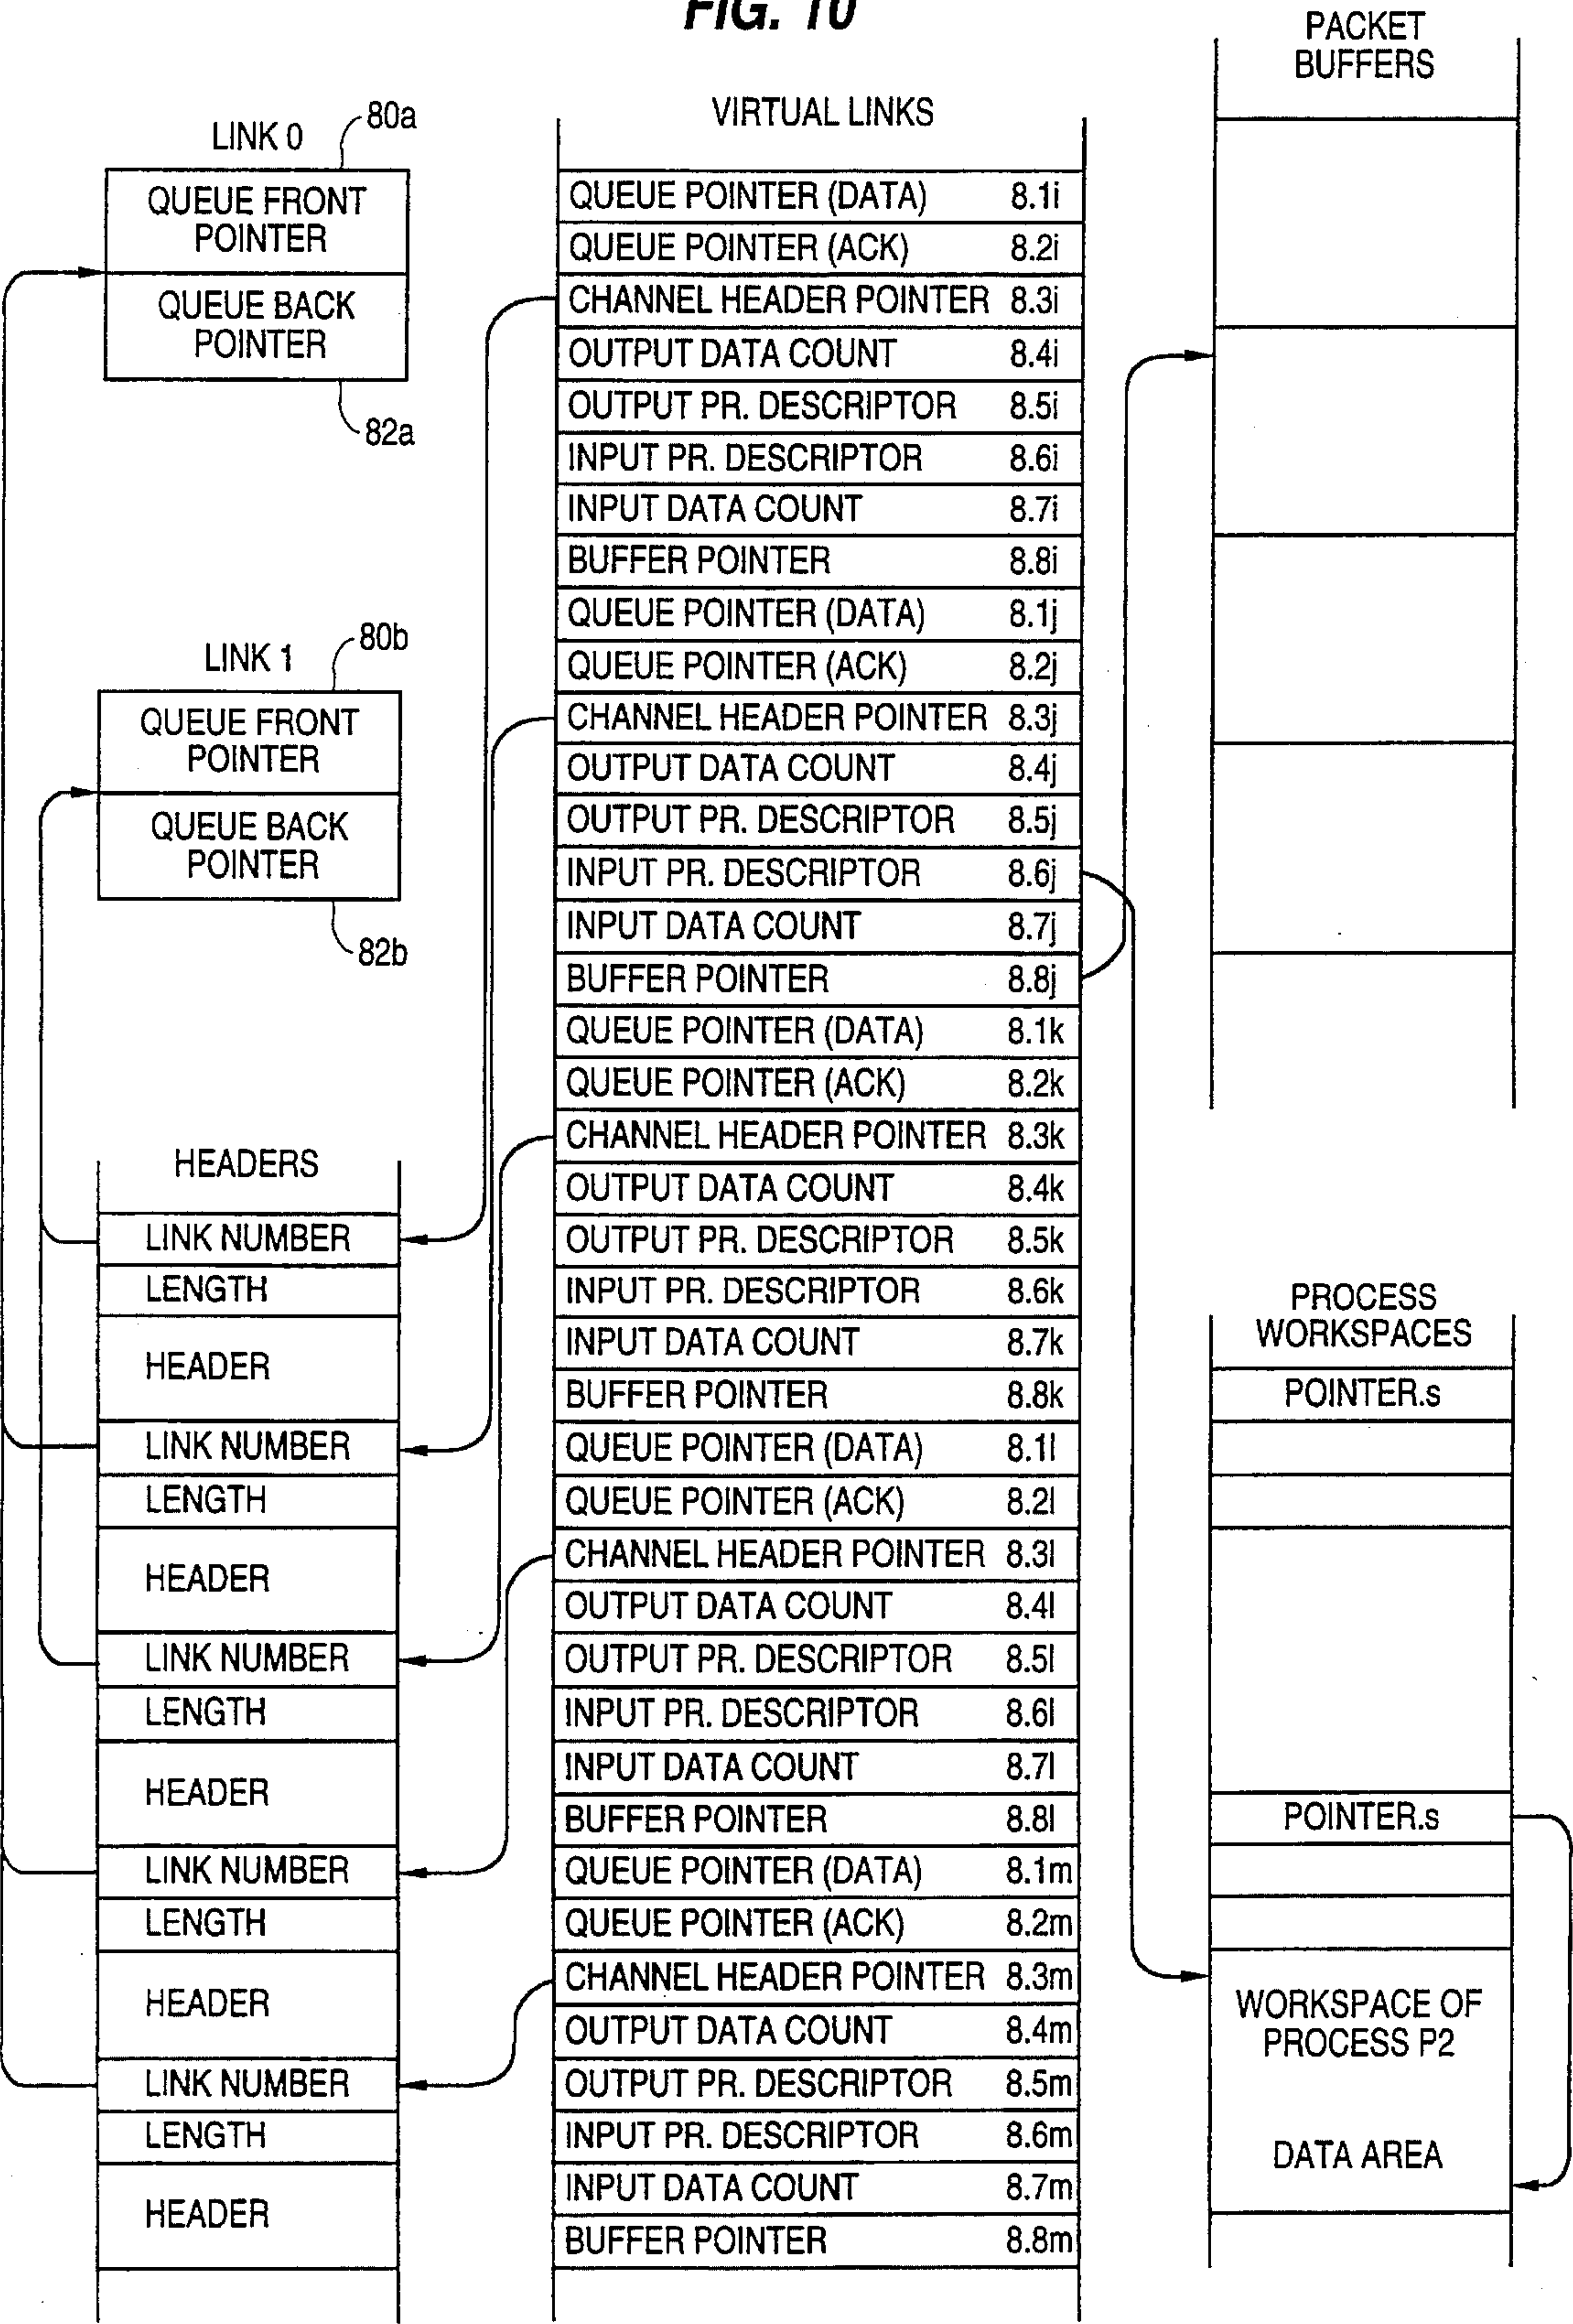 FIG. 10
LINK 0
80a
QUEUE FRONT
POINTER
QUEUE BACK
POINTER
82a
LINK 1
80b
QUEUE FRONT
POINTER
QUEUE BACK
POINTER
82b
HEADERS
LINK NUMBER
LENGTH
HEADER
LINK NUMBER
LENGTH
HEADER
LINK NUMBER
LENGTH
HEADER
LINK NUMBER
LENGTH
HEADER
LINK NUMBER
LENGTH
HEADER
VIRTUAL LINKS
QUEUE POINTER (DATA) 8.1i
QUEUE POINTER (ACK) 8.2i
CHANNEL HEADER POINTER 8.3i
OUTPUT DATA COUNT 8.4i
OUTPUT PR. DESCRIPTOR 8.5i
INPUT PR. DESCRIPTOR 8.6i
INPUT DATA COUNT 8.7i
BUFFER POINTER 8.8i
QUEUE POINTER (DATA) 8.1j
QUEUE POINTER (ACK) 8.2j
CHANNEL HEADER POINTER 8.3j
OUTPUT DATA COUNT 8.4j
OUTPUT PR. DESCRIPTOR 8.5j
INPUT PR. DESCRIPTOR 8.6j
INPUT DATA COUNT 8.7j
BUFFER POINTER 8.8j
QUEUE POINTER (DATA) 8.1k
QUEUE POINTER (ACK) 8.2k
CHANNEL HEADER POINTER 8.3k
OUTPUT DATA COUNT 8.4k
OUTPUT PR. DESCRIPTOR 8.5k
INPUT PR. DESCRIPTOR 8.6k
INPUT DATA COUNT 8.7k
BUFFER POINTER 8.8k
QUEUE POINTER (DATA) 8.1l
QUEUE POINTER (ACK) 8.2l
CHANNEL HEADER POINTER 8.3l
OUTPUT DATA COUNT 8.4l
OUTPUT PR. DESCRIPTOR 8.5l
INPUT PR. DESCRIPTOR 8.6l
INPUT DATA COUNT 8.7l
BUFFER POINTER 8.8l
QUEUE POINTER (DATA) 8.1m
QUEUE POINTER (ACK) 8.2m
CHANNEL HEADER POINTER 8.3m
OUTPUT DATA COUNT 8.4m
OUTPUT PR. DESCRIPTOR 8.5m
INPUT PR. DESCRIPTOR 8.6m
INPUT DATA COUNT 8.7m
BUFFER POINTER 8.8m
PACKET
BUFFERS
PROCESS
WORKSPACES
POINTER.s
POINTER.s
WORKSPACE OF
PROCESS P2
DATA AREA